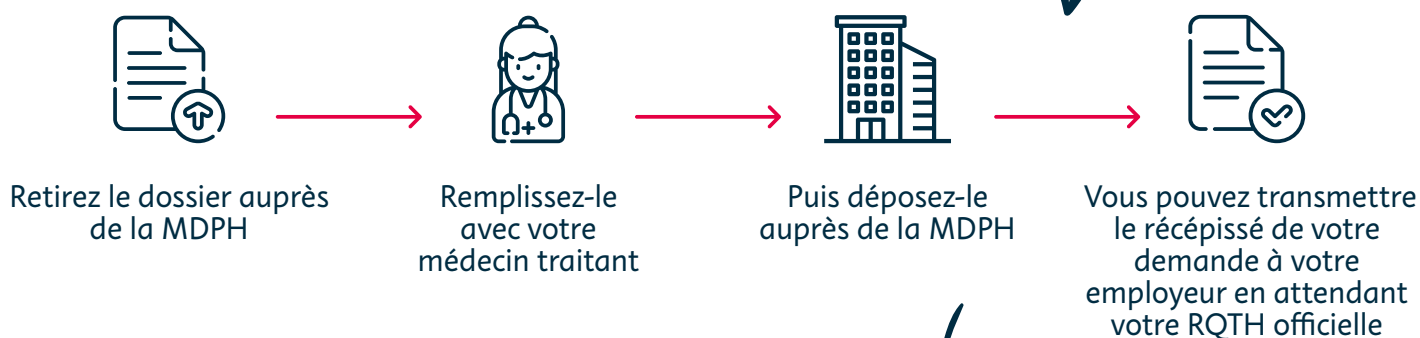 Retirez le dossier auprès
de la MDPH
Remplissez-le
avec votre
médecin traitant
Puis déposez-le
auprès de la MDPH
Vous pouvez transmettre
le récépissé de votre
demande à votre
employeur en attendant
votre RQTH officielle